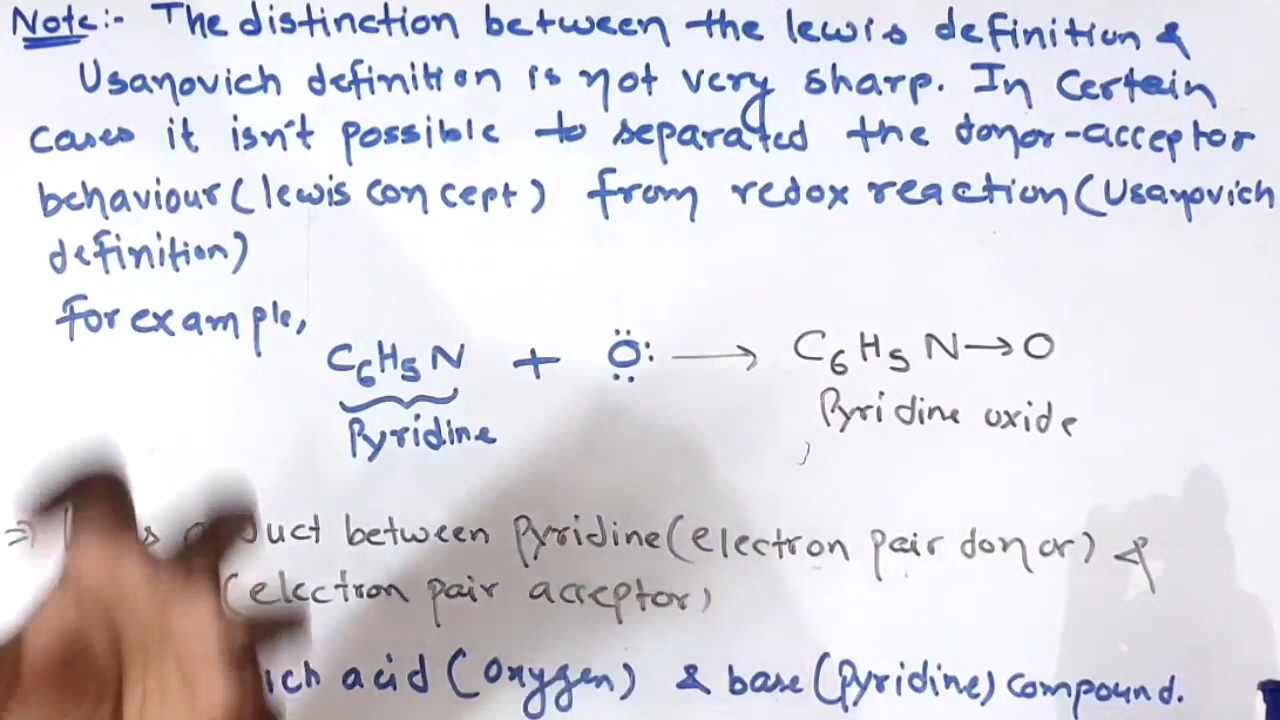 Note:- The distinction between the lewis definition &
Usanovich definition is not very sharp. In certain
cases it isn't possible to separated the donor-acceptor
behaviour (lewis concept) from redox reaction (Usanovich
definition)
For example,
C₆H₅N + :Ö: → C₆H₅N→O
Pyridine Pyridine oxide
⇒ duct between Pyridine (electron pair donor) &
(electron pair acceptor)
ich acid (Oxygen) & base (Pyridine) compound.